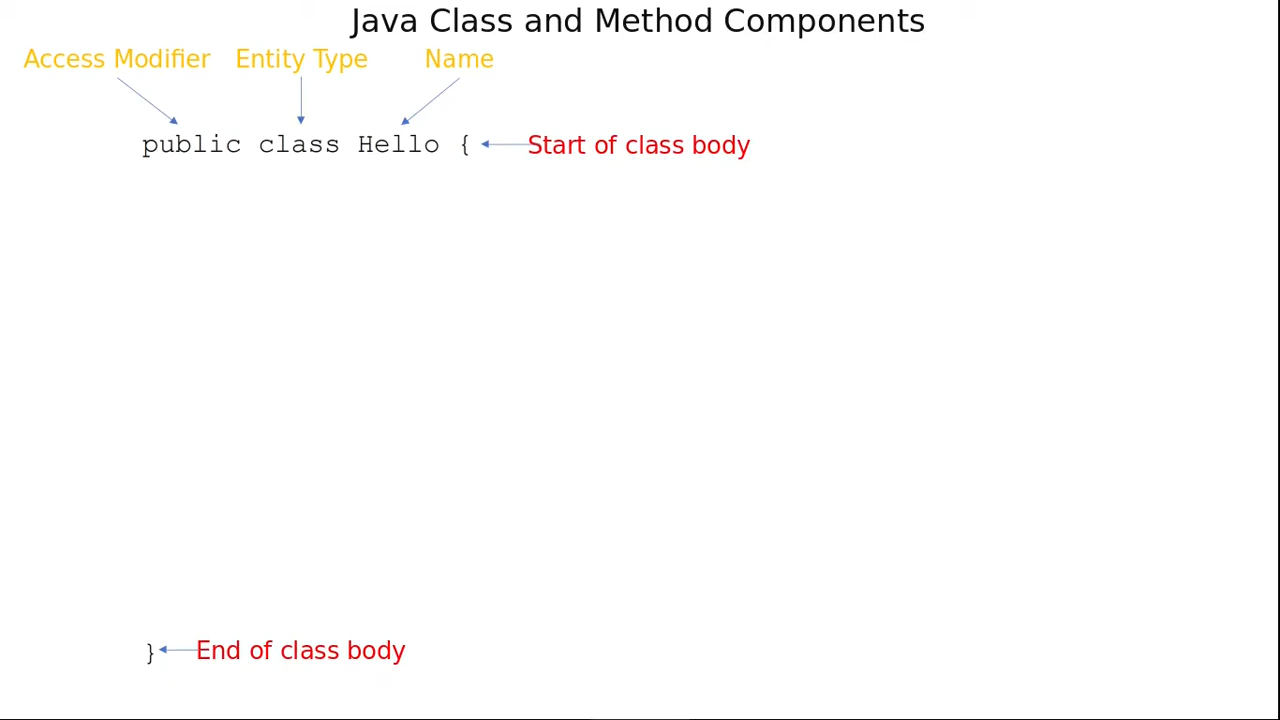 Java Class and Method Components
Access Modifier Entity Type Name
public class Hello { Start of class body
} End of class body